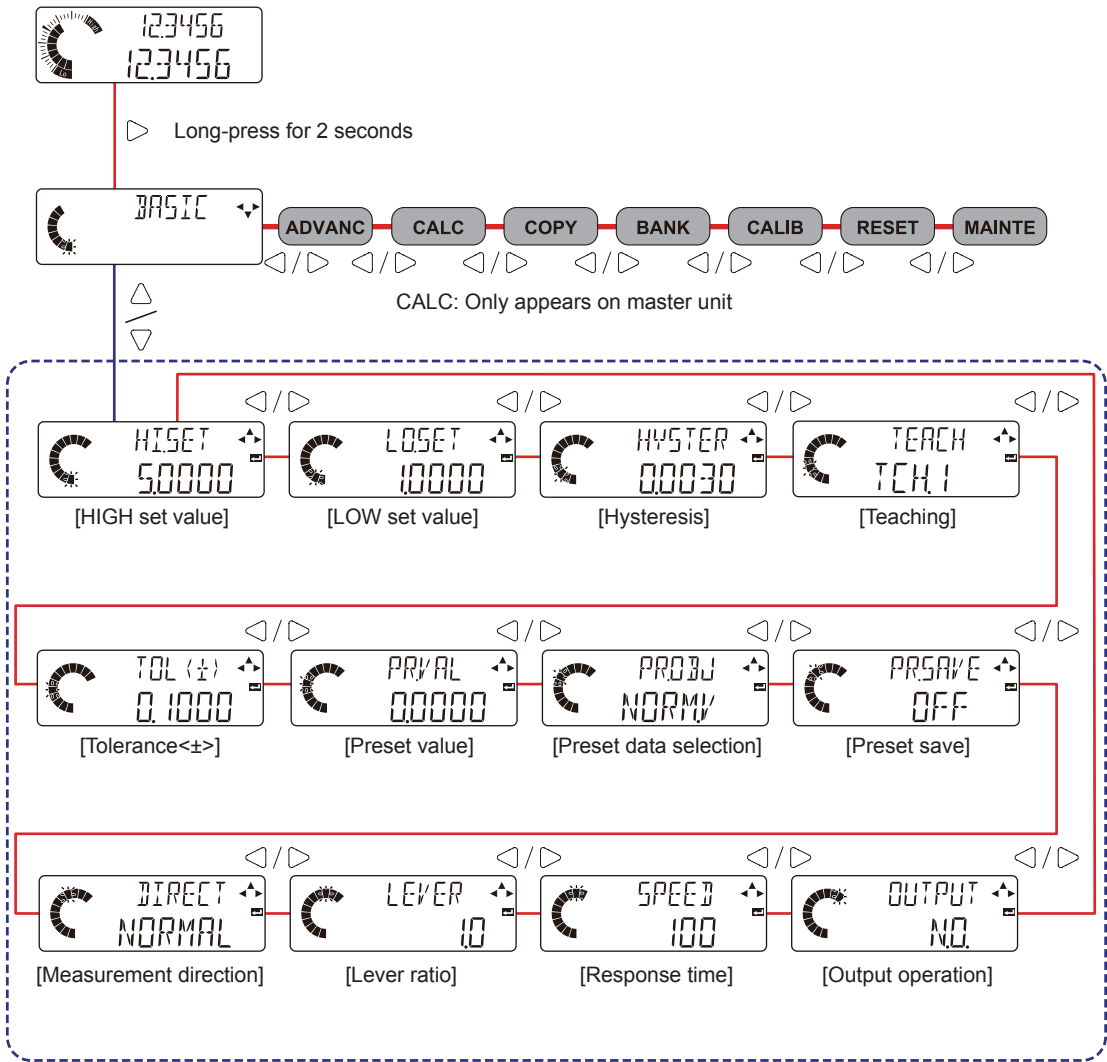 12.3456
12.3456
Long-press for 2 seconds
BASIC
ADVANC CALC COPY BANK CALIB RESET MAINTE
/ / / / / / /
CALC: Only appears on master unit
/ / / /
HI.SET LO.SET HYSTER TEACH
5.0000 1.0000 0.0030 TCH. 1
[HIGH set value] [LOW set value] [Hysteresis] [Teaching]
/ / / /
TOL <±> PR.VAL PR.OBJ PR.SAVE
0.1000 0.0000 NORM.V OFF
[Tolerance<±>] [Preset value] [Preset data selection] [Preset save]
/ / / /
DIRECT LEVER SPEED OUTPUT
NORMAL 1.0 100 N.O.
[Measurement direction] [Lever ratio] [Response time] [Output operation]